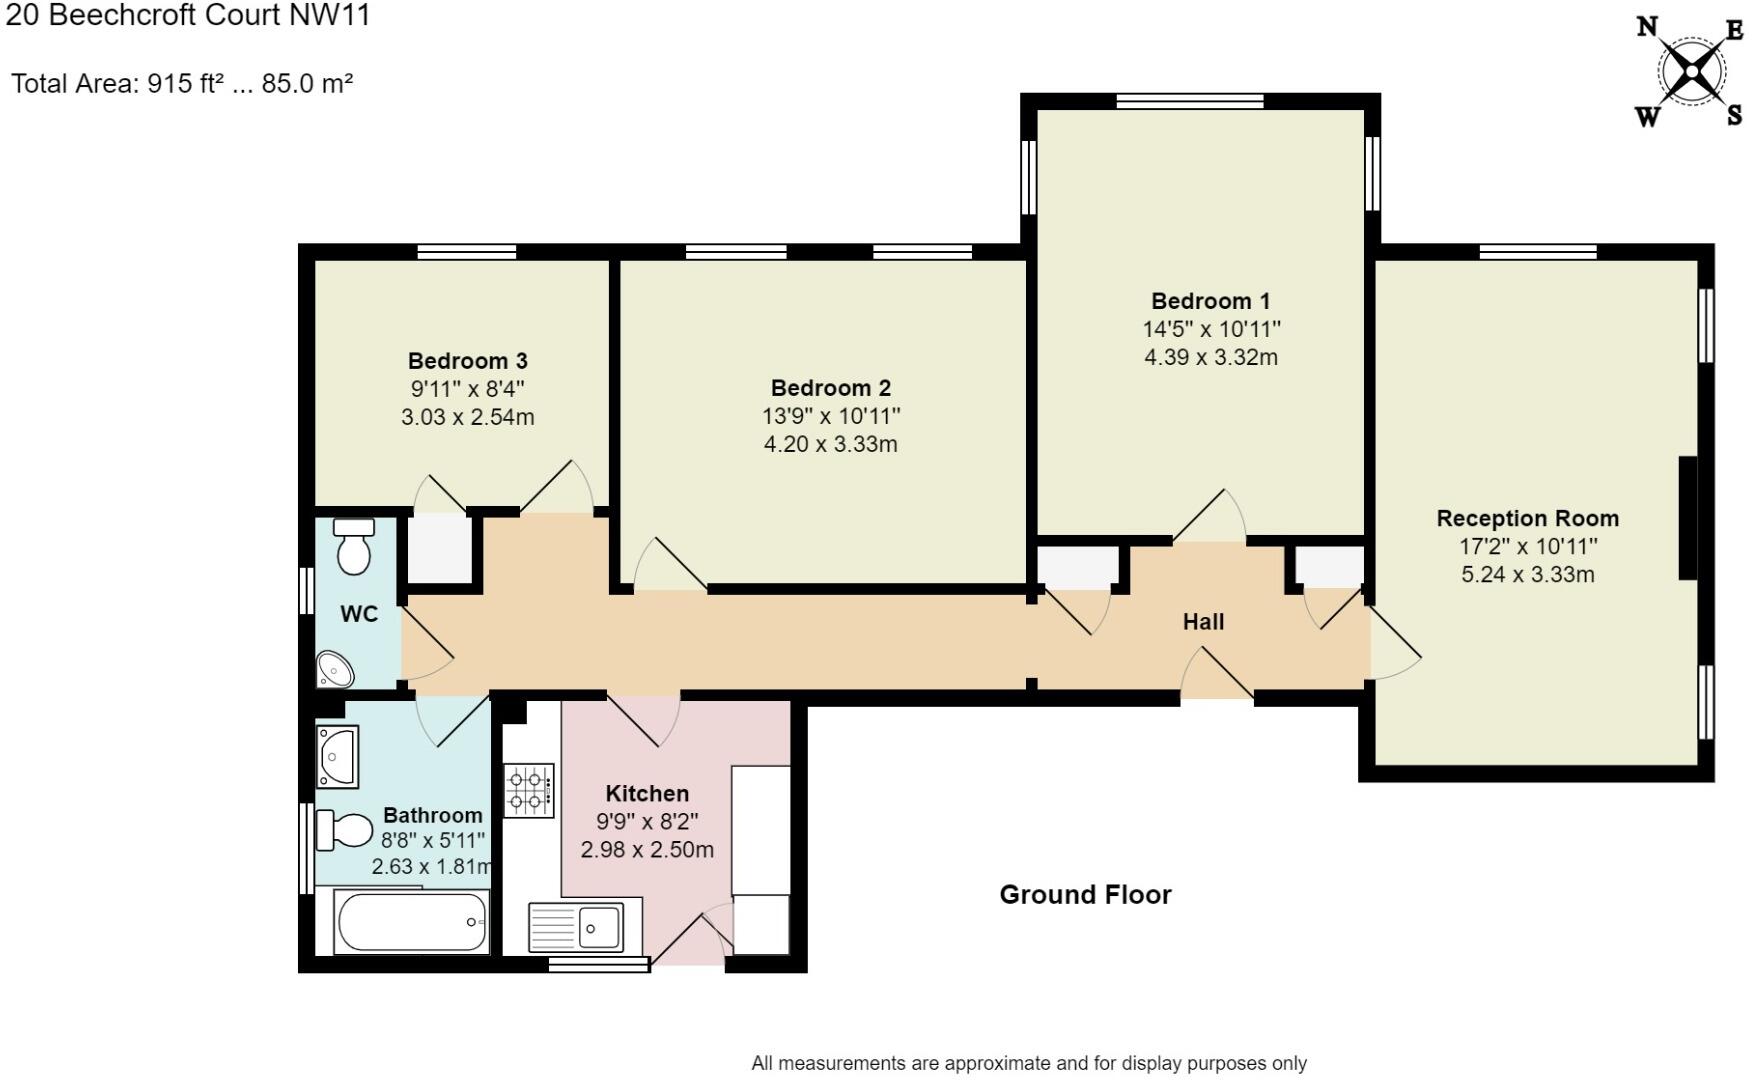 20 Beechcroft Court NW11
Total Area: 915 ft² ... 85.0 m²
N
E
W
S
Bedroom 1
14'5" x 10'11"
4.39 x 3.32m
Bedroom 3
9'11" x 8'4"
3.03 x 2.54m
Bedroom 2
13'9" x 10'11"
4.20 x 3.33m
Reception Room
17'2" x 10'11"
5.24 x 3.33m
WC
Hall
Bathroom
8'8" x 5'11"
2.63 x 1.81m
Kitchen
9'9" x 8'2"
2.98 x 2.50m
Ground Floor
All measurements are approximate and for display purposes only